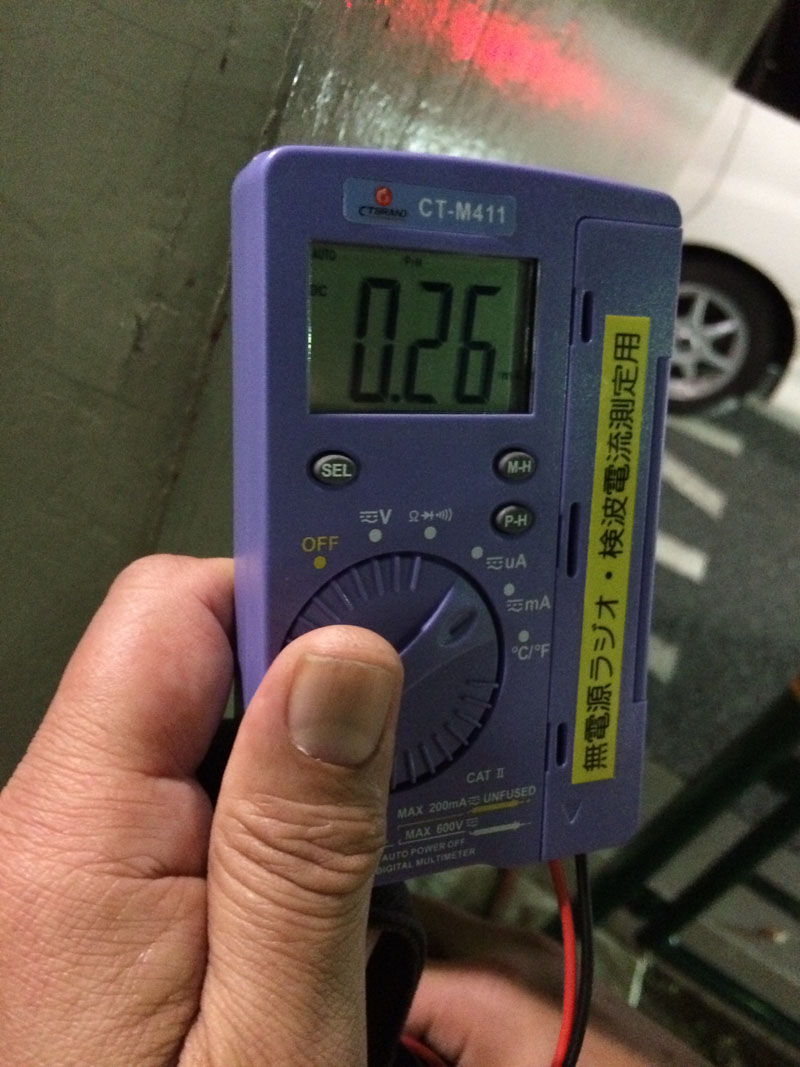 CTBRAND CT-M411
AUTO P-H
DC
0.26
SEL
M-H
P-H
OFF
V
Ω
uA
mA
°C/°F
CAT II
MAX 200mA UNFUSED
MAX 600V
AUTO POWER OFF
DIGITAL MULTIMETER
無電源ラジオ・検波電流測定用